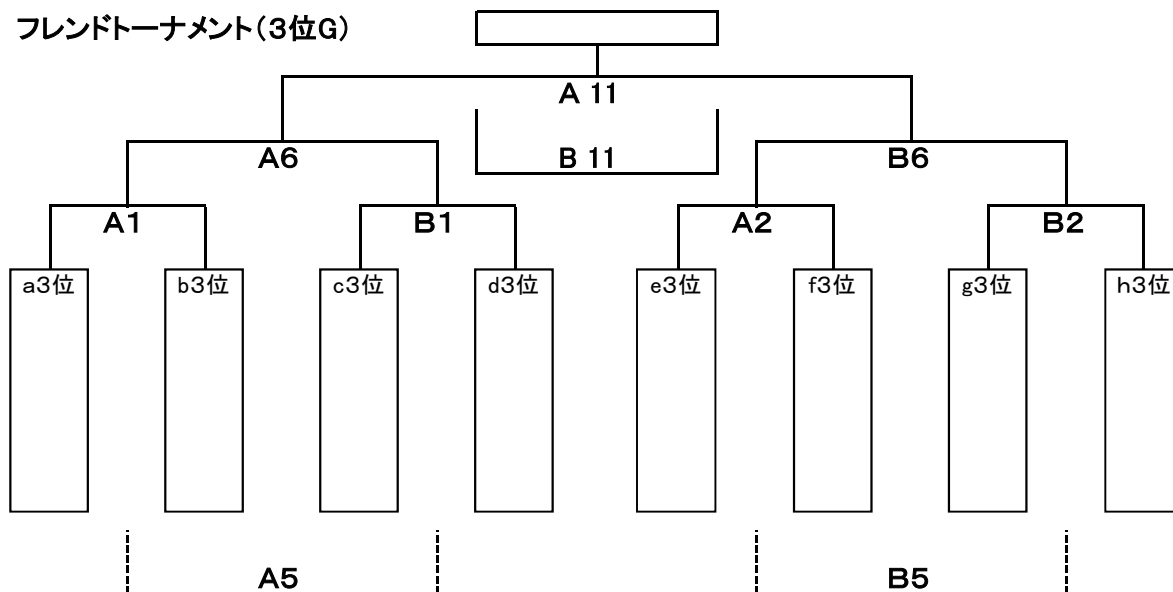 フレンドトーナメント(3位G)
A 11
A6
B 11
B6
A1
B1
A2
B2
a3位
b3位
c3位
d3位
e3位
f3位
g3位
h3位
A5
B5